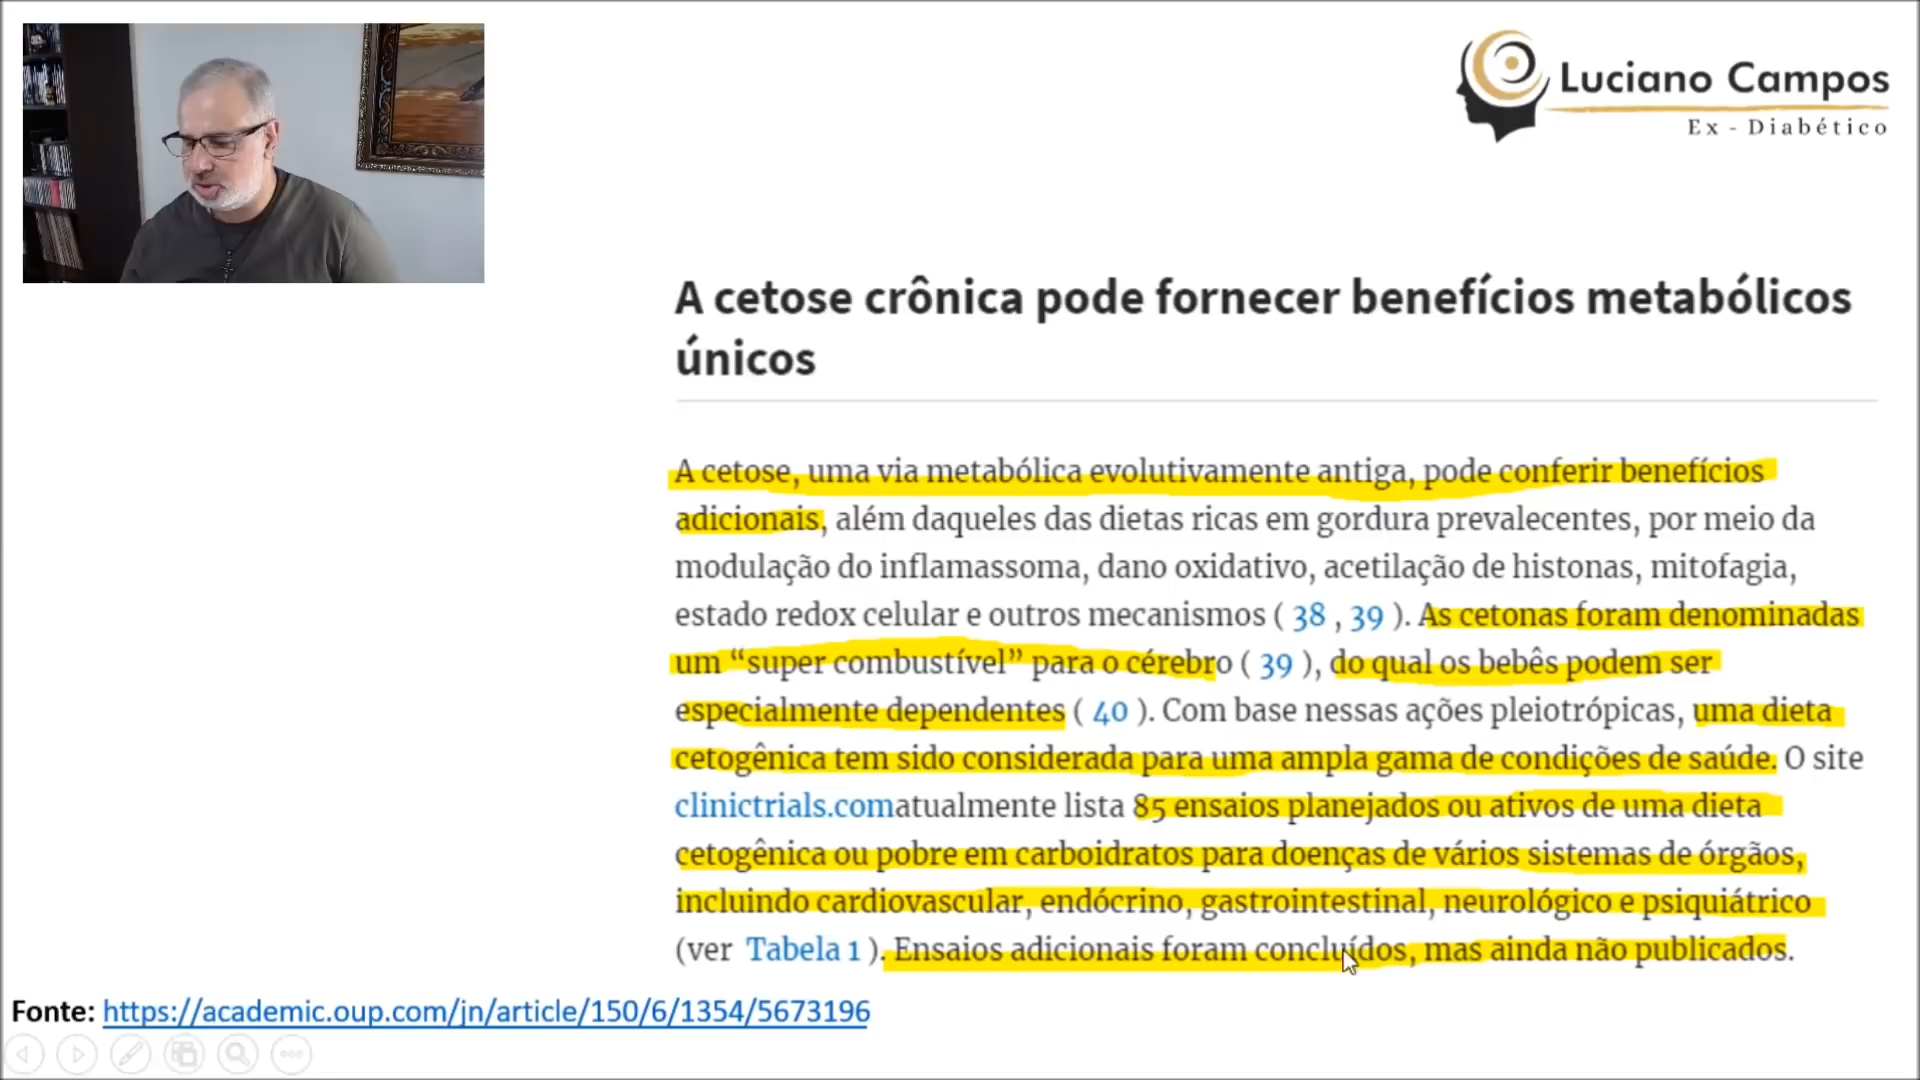 Luciano Campos
Ex - Diabético
A cetose crônica pode fornecer benefícios metabólicos
únicos
A cetose, uma via metabólica evolutivamente antiga, pode conferir benefícios
adicionais, além daqueles das dietas ricas em gordura prevalecentes, por meio da
modulação do inflamassoma, dano oxidativo, acetilação de histonas, mitofagia,
estado redox celular e outros mecanismos ( 38 , 39 ). As cetonas foram denominadas
um “super combustível” para o cérebro ( 39 ), do qual os bebês podem ser
especialmente dependentes ( 40 ). Com base nessas ações pleiotrópicas, uma dieta
cetogênica tem sido considerada para uma ampla gama de condições de saúde. O site
clinictrials.comatualmente lista 85 ensaios planejados ou ativos de uma dieta
cetogênica ou pobre em carboidratos para doenças de vários sistemas de órgãos,
incluindo cardiovascular, endócrino, gastrointestinal, neurológico e psiquiátrico
(ver Tabela 1 ). Ensaios adicionais foram concluídos, mas ainda não publicados.
Fonte: https://academic.oup.com/jn/article/150/6/1354/5673196